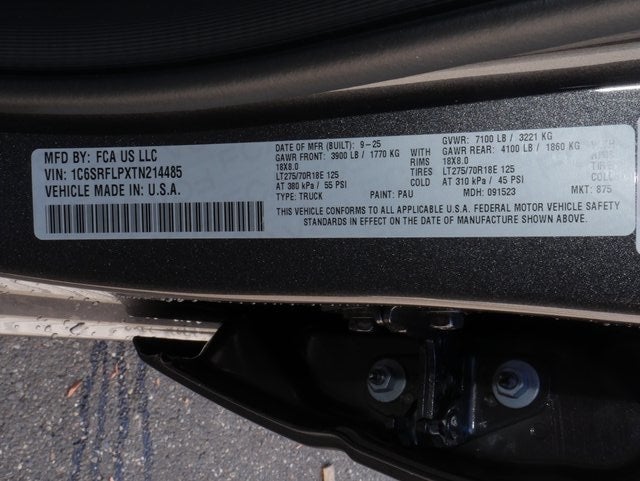 MFD BY: FCA US LLC
VIN: 1C6SRFLPXTN214485
VEHICLE MADE IN U.S.A.
DATE OF MFR (BUILT): 9-25 GVWR: 7100 LB / 3221 KG
GAWR FRONT: 3900 LB / 1770 KG WITH GAWR REAR: 4100 LB / 1860 KG WITH
18X8.0 RIMS 18X8.0 RIMS
LT275/70R18E 125 TIRES LT275/70R18E 125 TIRES
AT 380 kPa / 55 PSI COLD AT 310 kPa / 45 PSI COLD
TYPE: TRUCK PAINT: PAU MDH: 091523 MKT: 875
THIS VEHICLE CONFORMS TO ALL APPLICABLE U.S.A. FEDERAL MOTOR VEHICLE SAFETY
STANDARDS IN EFFECT ON THE DATE OF MANUFACTURE SHOWN ABOVE.